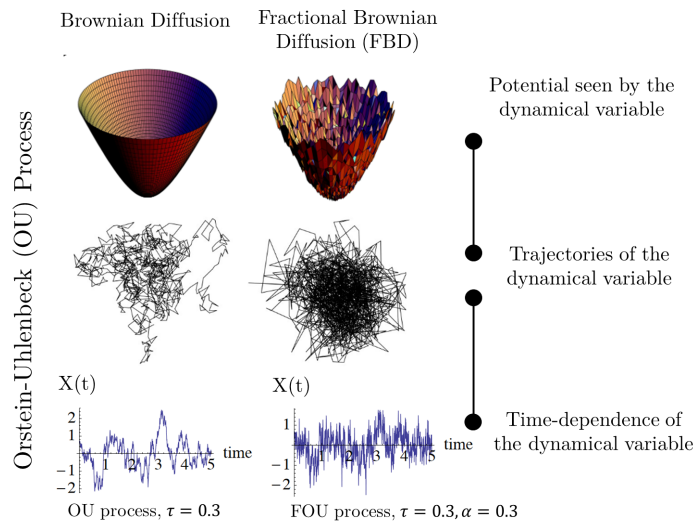 Brownian Diffusion
Fractional Brownian
Diffusion (FBD)
Orstein-Uhlenbeck (OU) Process
Potential seen by the
dynamical variable
Trajectories of the
dynamical variable
X(t)
2
1
−1
−2
1 2 3 4 5
time
X(t)
1
−1
−2
1 2 3 4 5
time
Time-dependence of
the dynamical variable
OU process, τ = 0.3
FOU process, τ = 0.3, α = 0.3